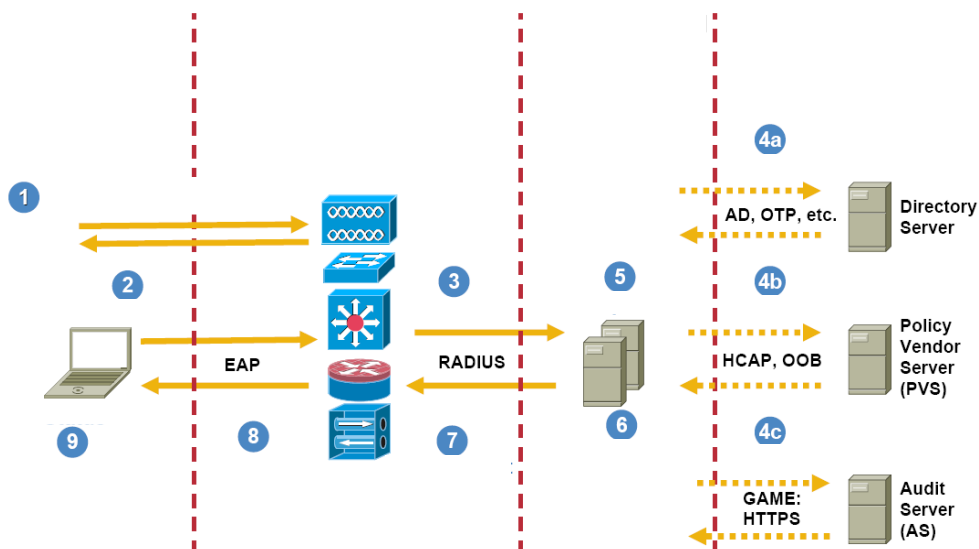 4a
1
AD, OTP, etc.
Directory
Server
2
3
5
4b
EAP
RADIUS
HCAP, OOB
Policy
Vendor
Server
(PVS)
9
8
7
6
4c
GAME:
HTTPS
Audit
Server
(AS)